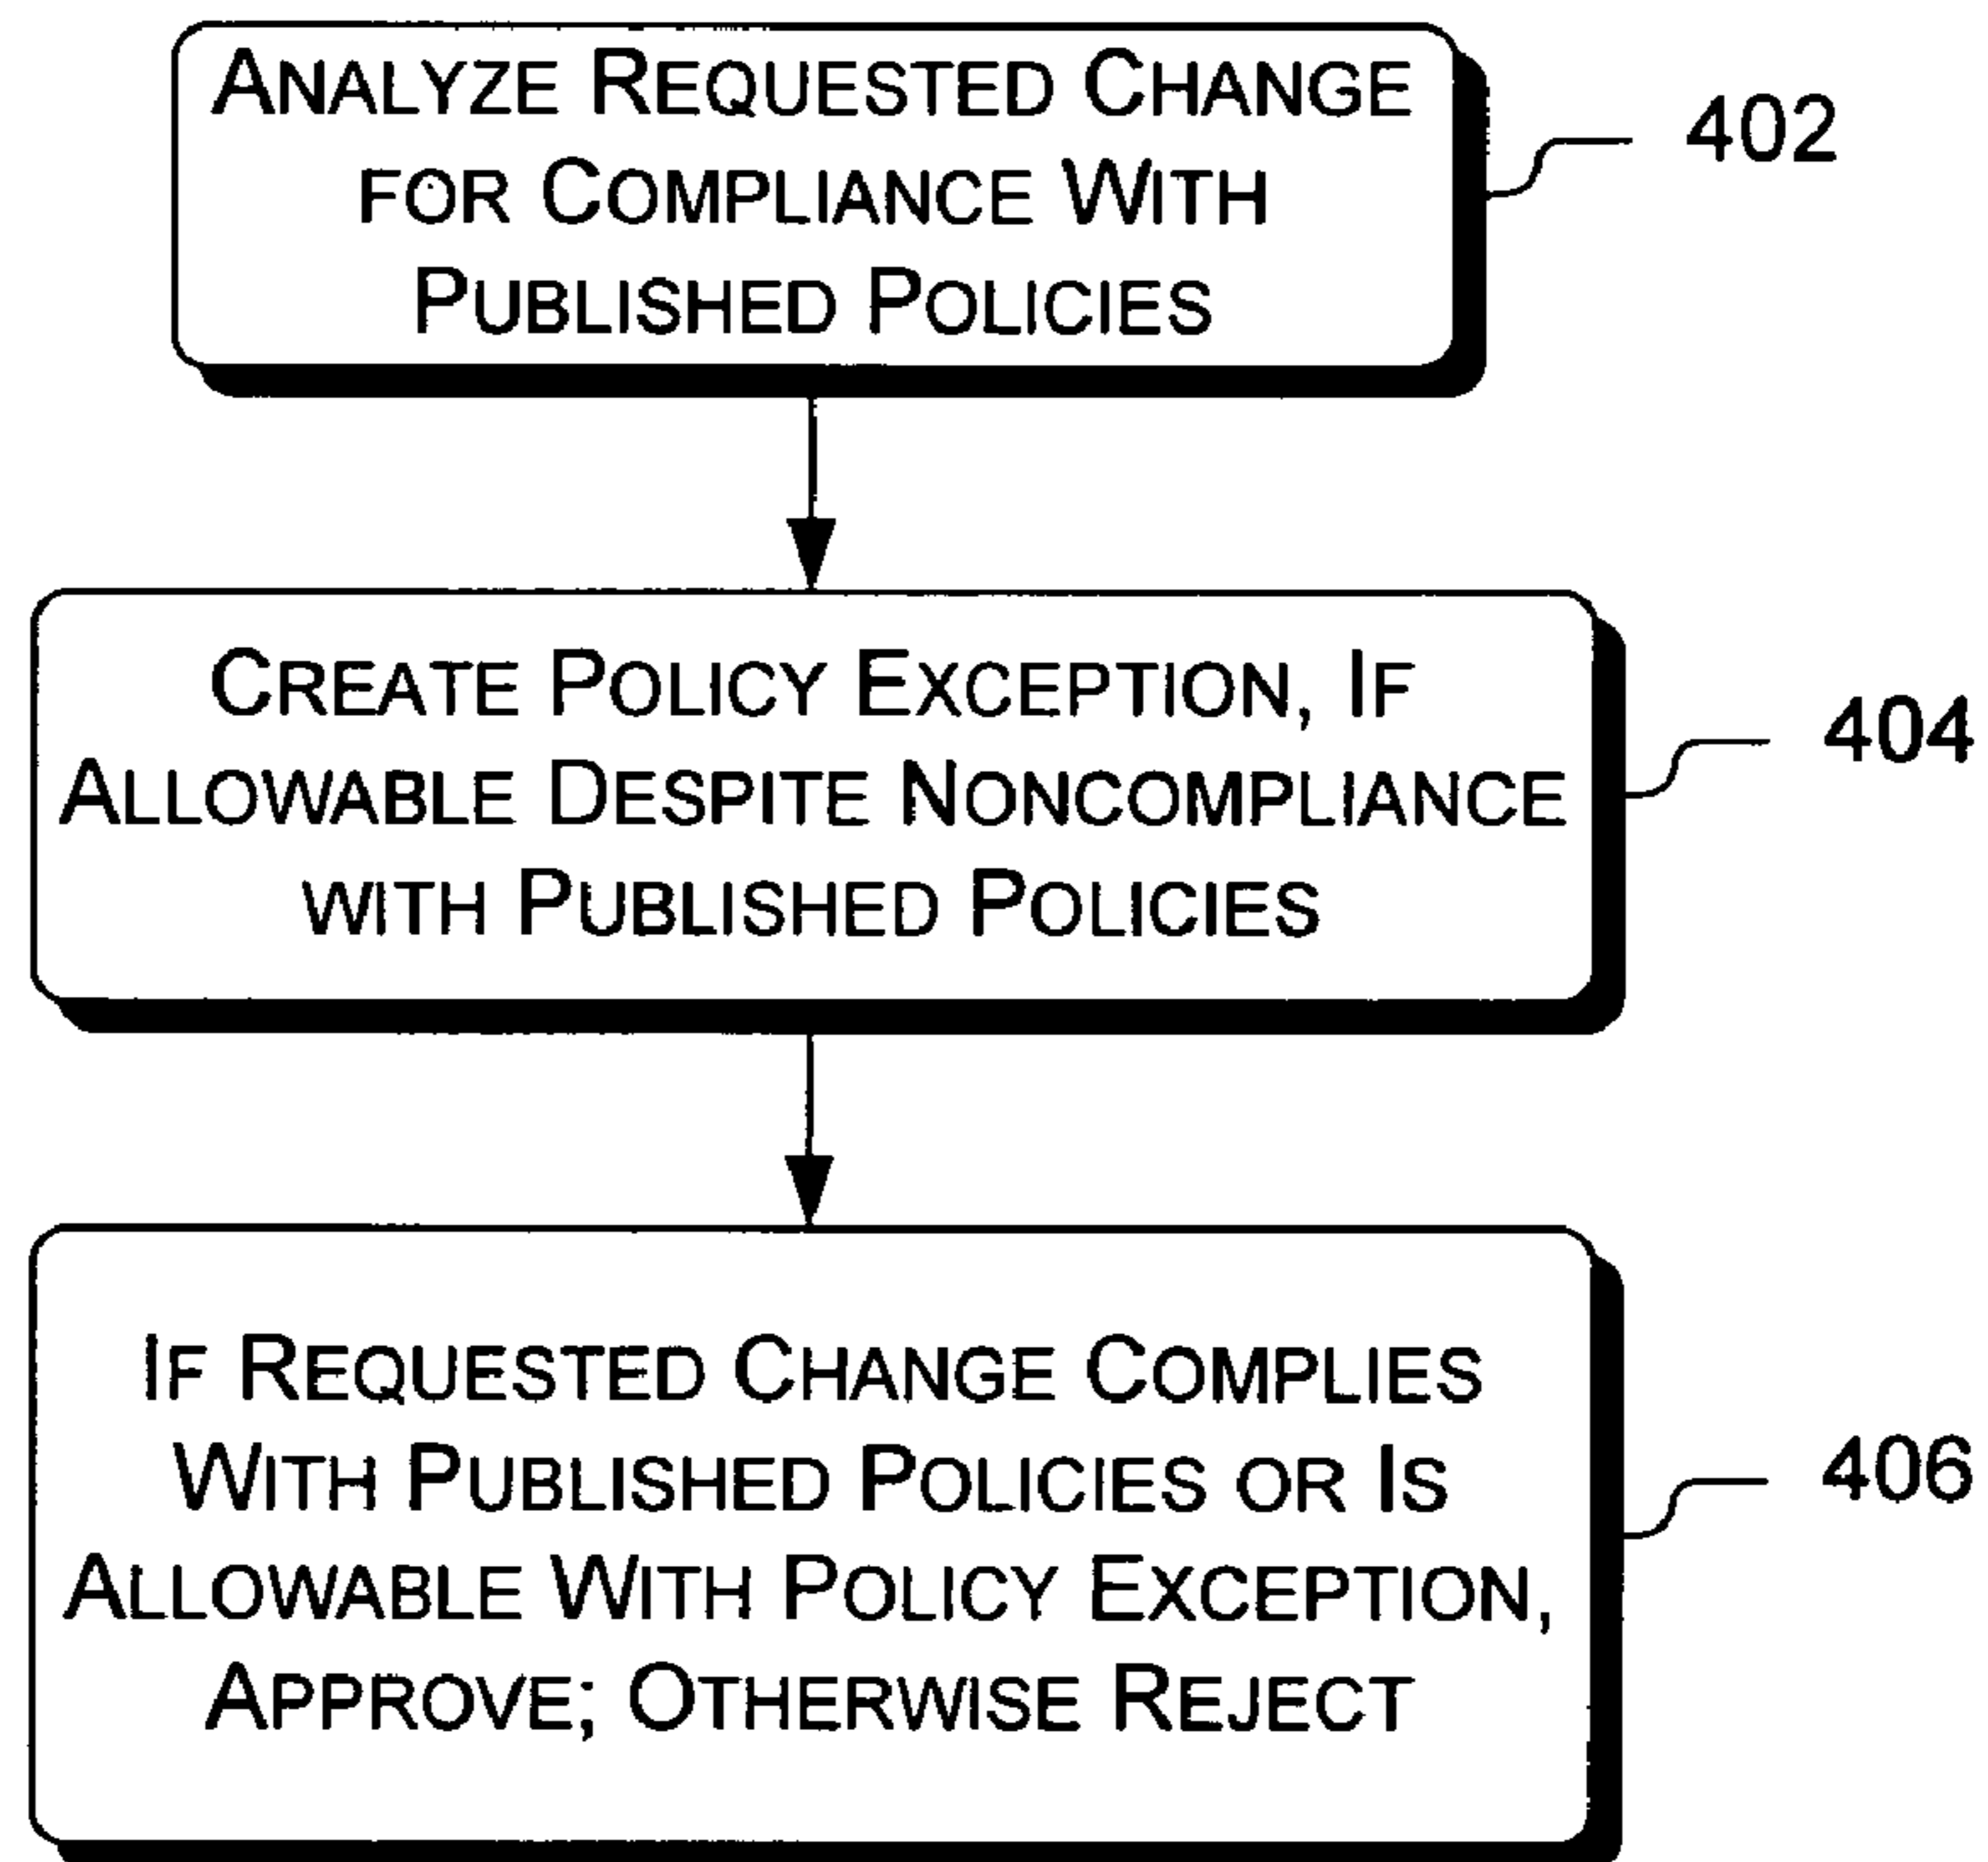 ANALYZE REQUESTED CHANGE
FOR COMPLIANCE WITH
PUBLISHED POLICIES
402
CREATE POLICY EXCEPTION, IF
ALLOWABLE DESPITE NONCOMPLIANCE
WITH PUBLISHED POLICIES
404
IF REQUESTED CHANGE COMPLIES
WITH PUBLISHED POLICIES OR IS
ALLOWABLE WITH POLICY EXCEPTION,
APPROVE; OTHERWISE REJECT
406